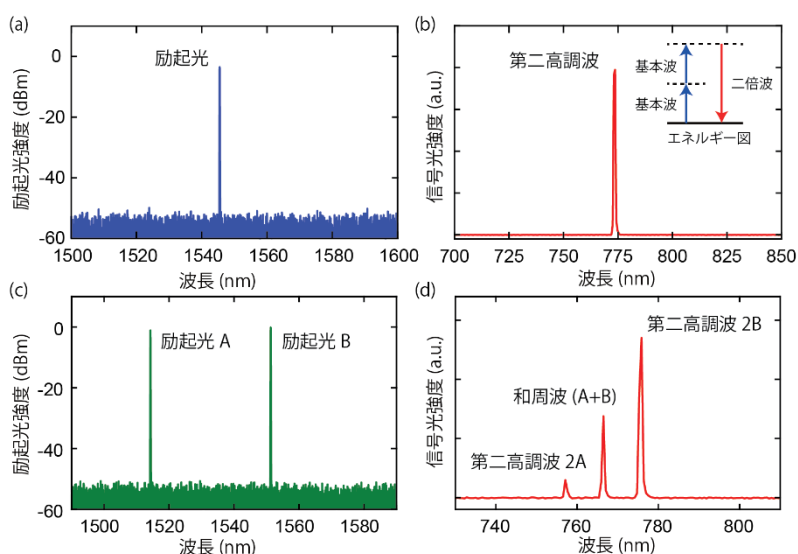 (a)
励起光強度 (dBm)
0
-20
-40
-60
励起光
1500
1520
1540
1560
1580
1600
波長 (nm)
(b)
信号光強度 (a.u.)
第二高調波
基本波
基本波
二倍波
エネルギー図
700
725
750
775
800
825
850
波長 (nm)
(c)
励起光強度 (dBm)
0
-20
-40
-60
励起光 A
励起光 B
1500
1520
1540
1560
1580
波長 (nm)
(d)
信号光強度 (a.u.)
第二高調波 2B
和周波 (A+B)
第二高調波 2A
740
760
780
800
波長 (nm)